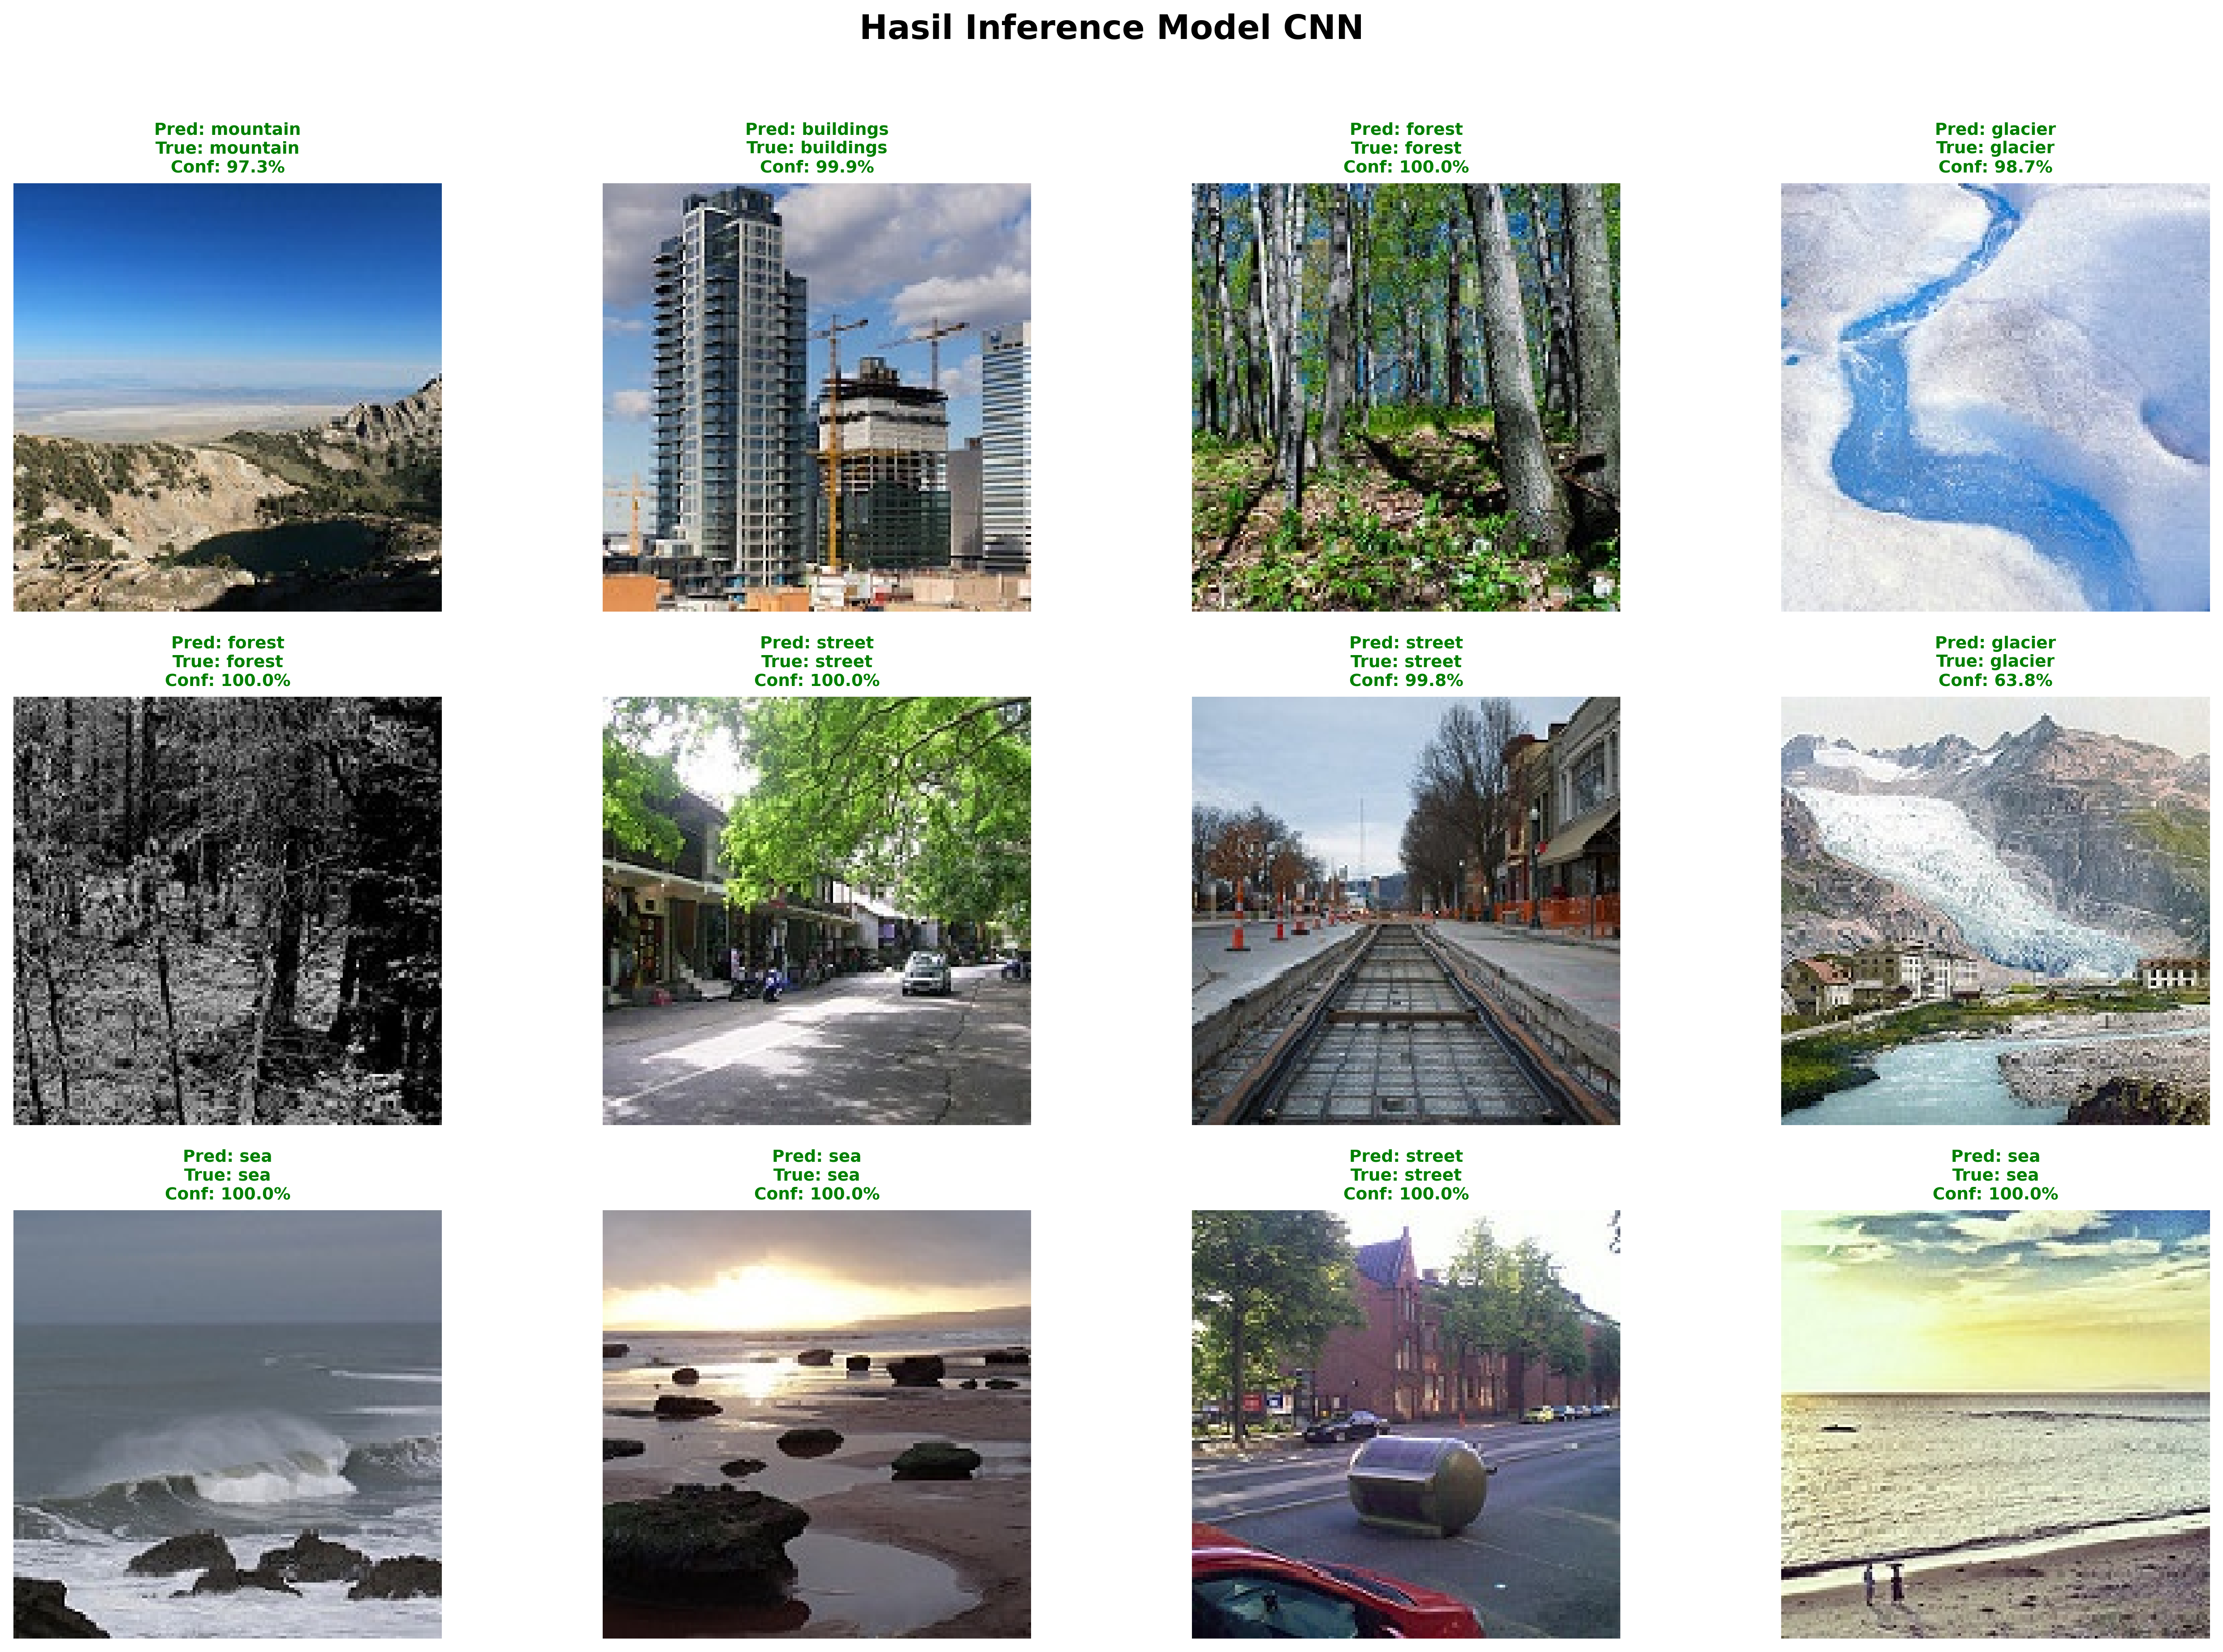 Hasil Inference Model CNN
Pred: mountain
True: mountain
Conf: 97.3%
Pred: buildings
True: buildings
Conf: 99.9%
Pred: forest
True: forest
Conf: 100.0%
Pred: glacier
True: glacier
Conf: 98.7%
Pred: forest
True: forest
Conf: 100.0%
Pred: street
True: street
Conf: 100.0%
Pred: street
True: street
Conf: 99.8%
Pred: glacier
True: glacier
Conf: 63.8%
Pred: sea
True: sea
Conf: 100.0%
Pred: sea
True: sea
Conf: 100.0%
Pred: street
True: street
Conf: 100.0%
Pred: sea
True: sea
Conf: 100.0%